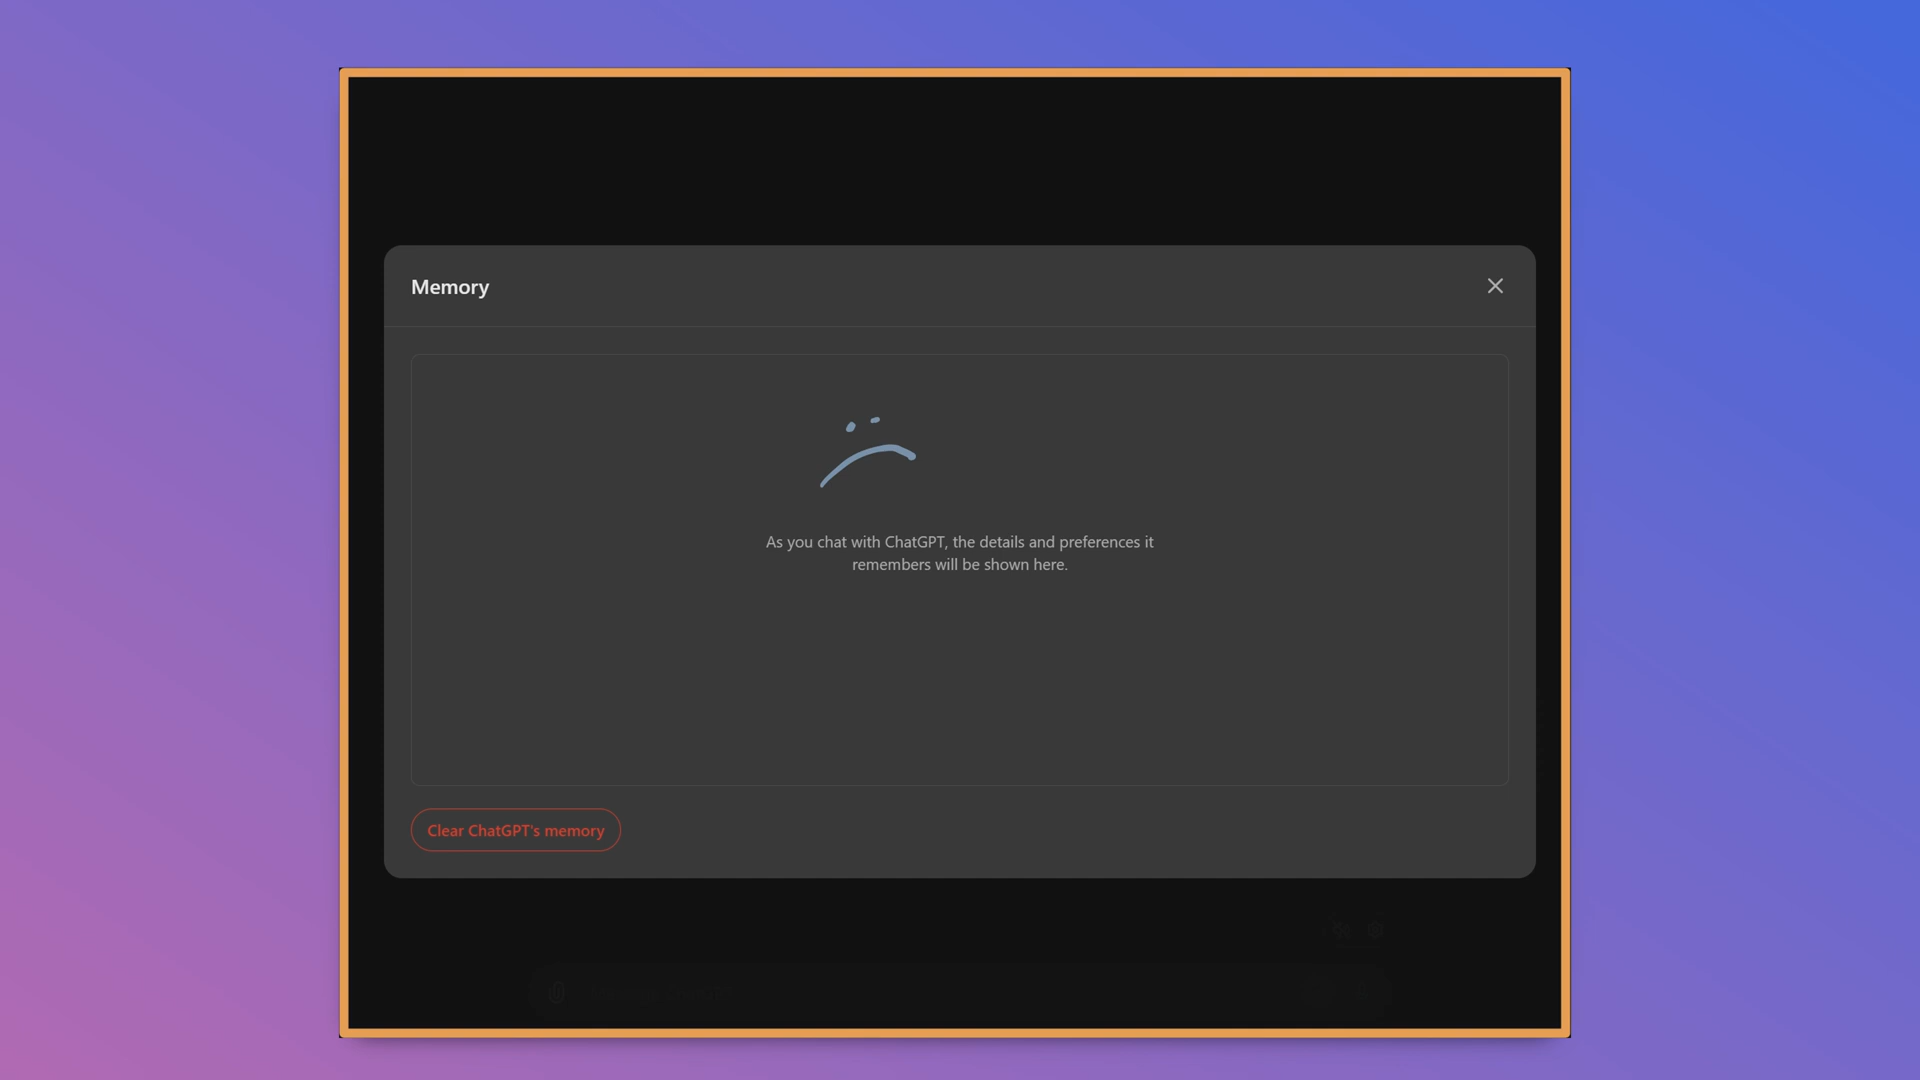 Memory
As you chat with ChatGPT, the details and preferences it
remembers will be shown here.
Clear ChatGPT's memory